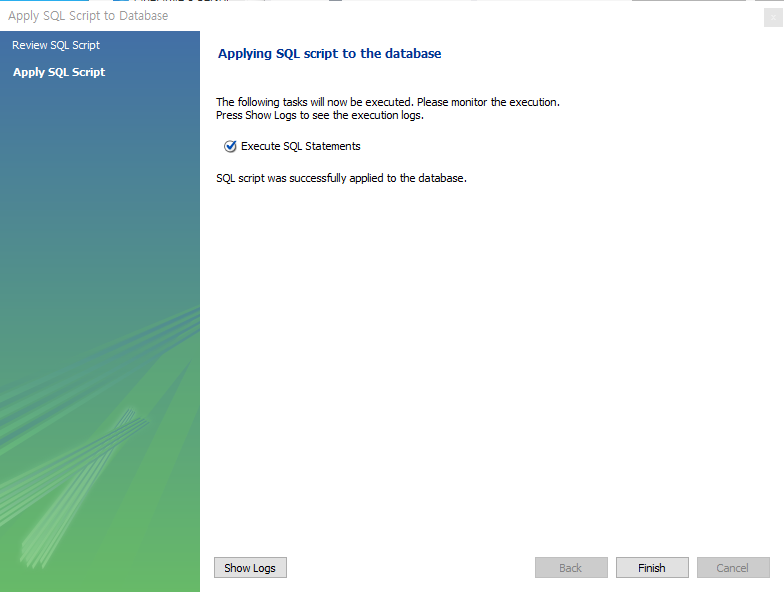 Apply SQL Script to Database
Review SQL Script
Apply SQL Script
Applying SQL script to the database
The following tasks will now be executed. Please monitor the execution.
Press Show Logs to see the execution logs.
Execute SQL Statements
SQL script was successfully applied to the database.
Show Logs
Back
Finish
Cancel